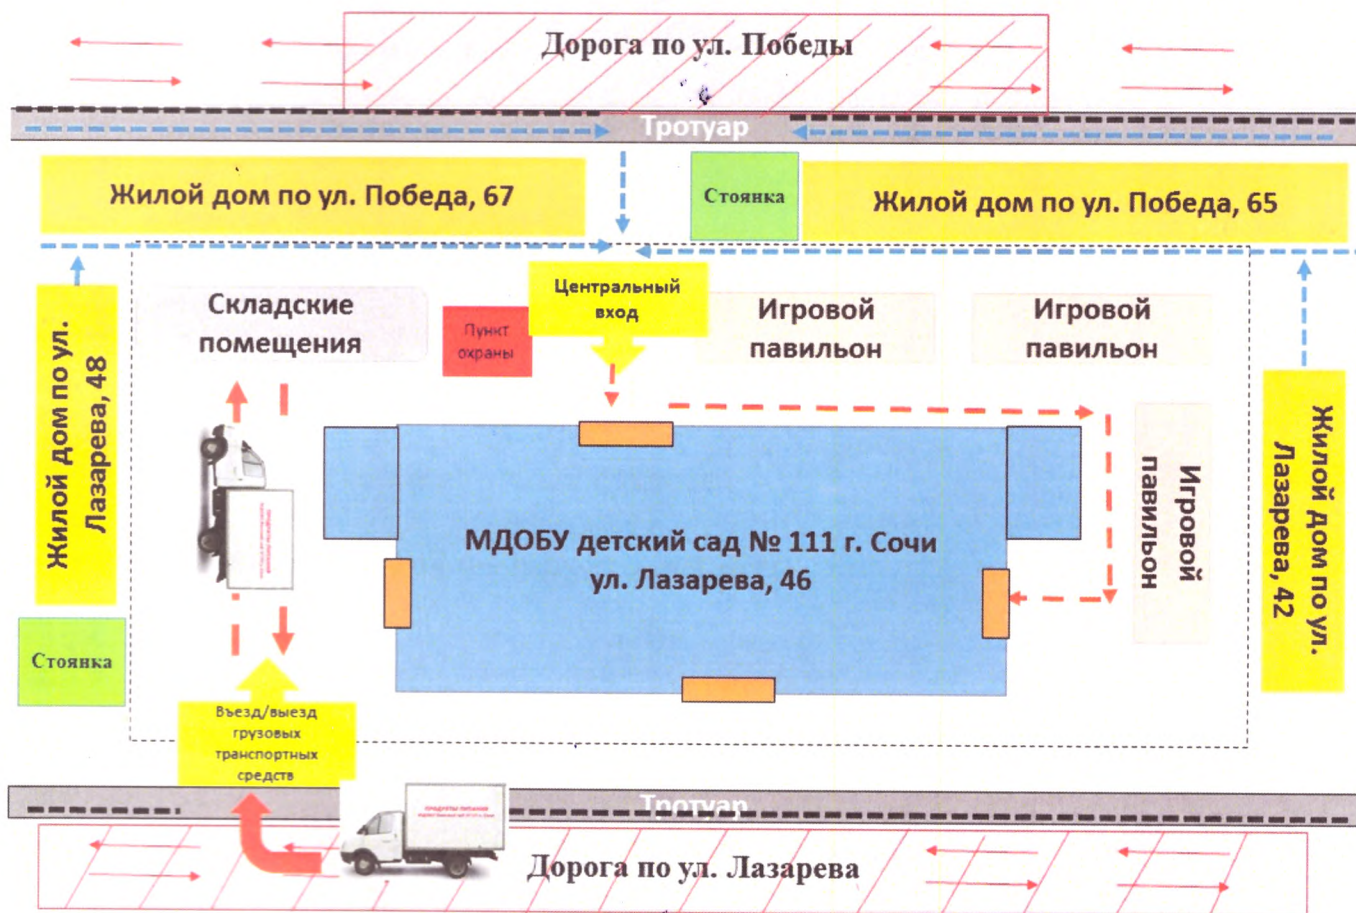 Дорога по ул. Победы
Тротуар
Жилой дом по ул. Победа, 67
Стоянка
Жилой дом по ул. Победа, 65
Центральный
вход
Складские
помещения
Пункт
охраны
Игровой
павильон
Игровой
павильон
Жилой дом по ул.
Лазарева, 48
Игровой
павильон
Жилой дом по ул.
Лазарева, 42
МДОБУ детский сад № 111 г. Сочи
ул. Лазарева, 46
Стоянка
Въезд/выезд
грузовых
транспортных
средств
ПРОДУКТЫ ПИТАНИЯ
Тротуар
Дорога по ул. Лазарева